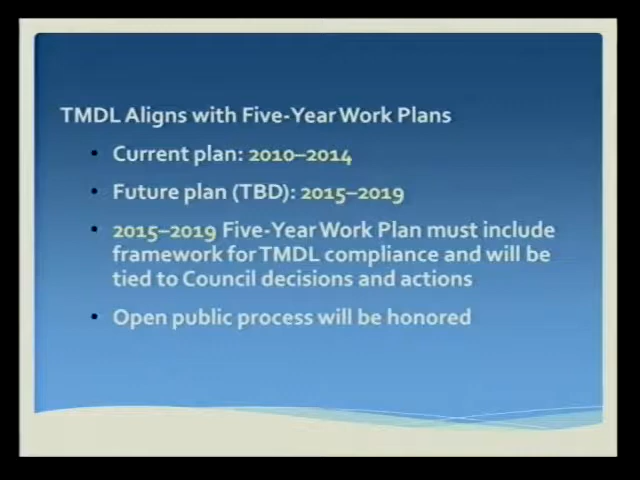 TMDL Aligns with Five-Year Work Plans
• Current plan: 2010–2014
• Future plan (TBD): 2015–2019
• 2015–2019 Five-Year Work Plan must include
framework for TMDL compliance and will be
tied to Council decisions and actions
• Open public process will be honored